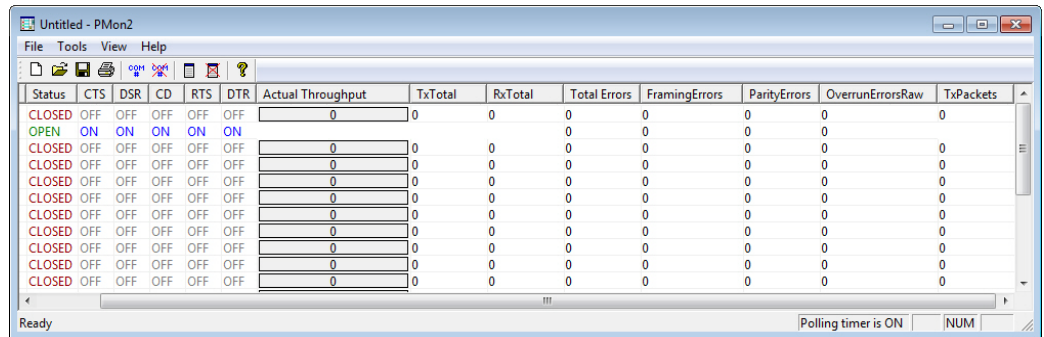 Untitled - PMon2
File Tools View Help
Status CTS DSR CD RTS DTR Actual Throughput TxTotal RxTotal Total Errors FramingErrors ParityErrors OverrunErrorsRaw TxPackets
CLOSED OFF OFF OFF OFF OFF 0 0 0 0 0 0 0 0
OPEN ON ON ON ON ON 0 0 0 0
CLOSED OFF OFF OFF OFF OFF 0 0 0 0 0 0 0 0
CLOSED OFF OFF OFF OFF OFF 0 0 0 0 0 0 0 0
CLOSED OFF OFF OFF OFF OFF 0 0 0 0 0 0 0 0
CLOSED OFF OFF OFF OFF OFF 0 0 0 0 0 0 0 0
CLOSED OFF OFF OFF OFF OFF 0 0 0 0 0 0 0 0
CLOSED OFF OFF OFF OFF OFF 0 0 0 0 0 0 0 0
CLOSED OFF OFF OFF OFF OFF 0 0 0 0 0 0 0 0
CLOSED OFF OFF OFF OFF OFF 0 0 0 0 0 0 0 0
CLOSED OFF OFF OFF OFF OFF 0 0 0 0 0 0 0 0
Ready Polling timer is ON NUM